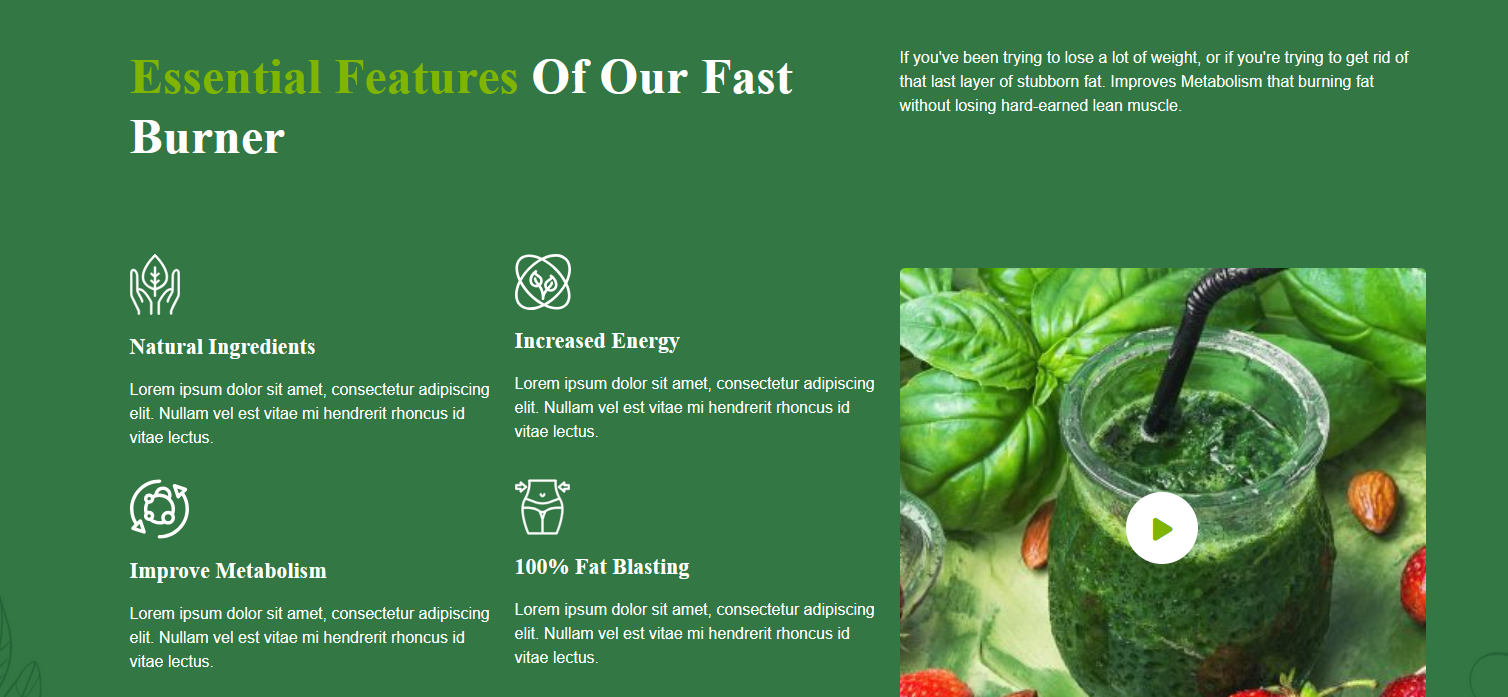 Essential Features Of Our Fast
Burner
If you've been trying to lose a lot of weight, or if you're trying to get rid of
that last layer of stubborn fat. Improves Metabolism that burning fat
without losing hard-earned lean muscle.
Natural Ingredients
Lorem ipsum dolor sit amet, consectetur adipiscing
elit. Nullam vel est vitae mi hendrerit rhoncus id
vitae lectus.
Increased Energy
Lorem ipsum dolor sit amet, consectetur adipiscing
elit. Nullam vel est vitae mi hendrerit rhoncus id
vitae lectus.
Improve Metabolism
Lorem ipsum dolor sit amet, consectetur adipiscing
elit. Nullam vel est vitae mi hendrerit rhoncus id
vitae lectus.
100% Fat Blasting
Lorem ipsum dolor sit amet, consectetur adipiscing
elit. Nullam vel est vitae mi hendrerit rhoncus id
vitae lectus.